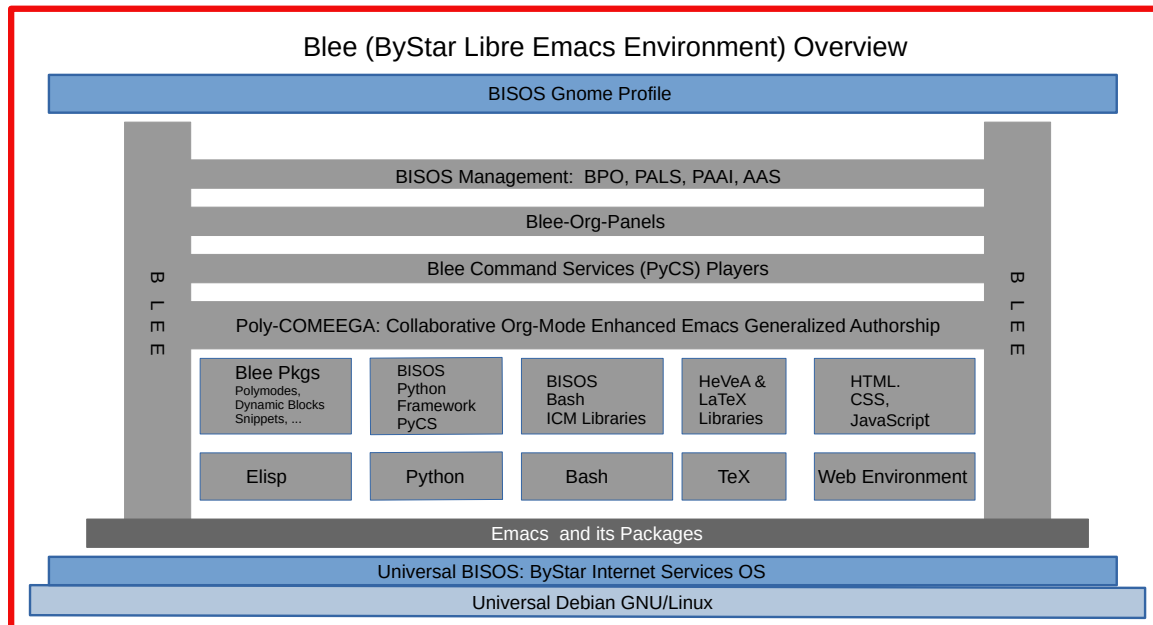 Blee (ByStar Libre Emacs Environment) Overview
BISOS Gnome Profile
BISOS Management:  BPO, PALS, PAAI, AAS
Blee-Org-Panels
Blee Command Services (PyCS) Players
B L E E
B L E E
Poly-COMEEGA: Collaborative Org-Mode Enhanced Emacs Generalized Authorship
Blee Pkgs
Polymodes,
Dynamic Blocks
Snippets, ...
BISOS
Python
Framework
PyCS
BISOS
Bash
ICM Libraries
HeVeA &
LaTeX
Libraries
HTML.
CSS,
JavaScript
Elisp
Python
Bash
TeX
Web Environment
Emacs  and its Packages
Universal BISOS: ByStar Internet Services OS
Universal Debian GNU/Linux